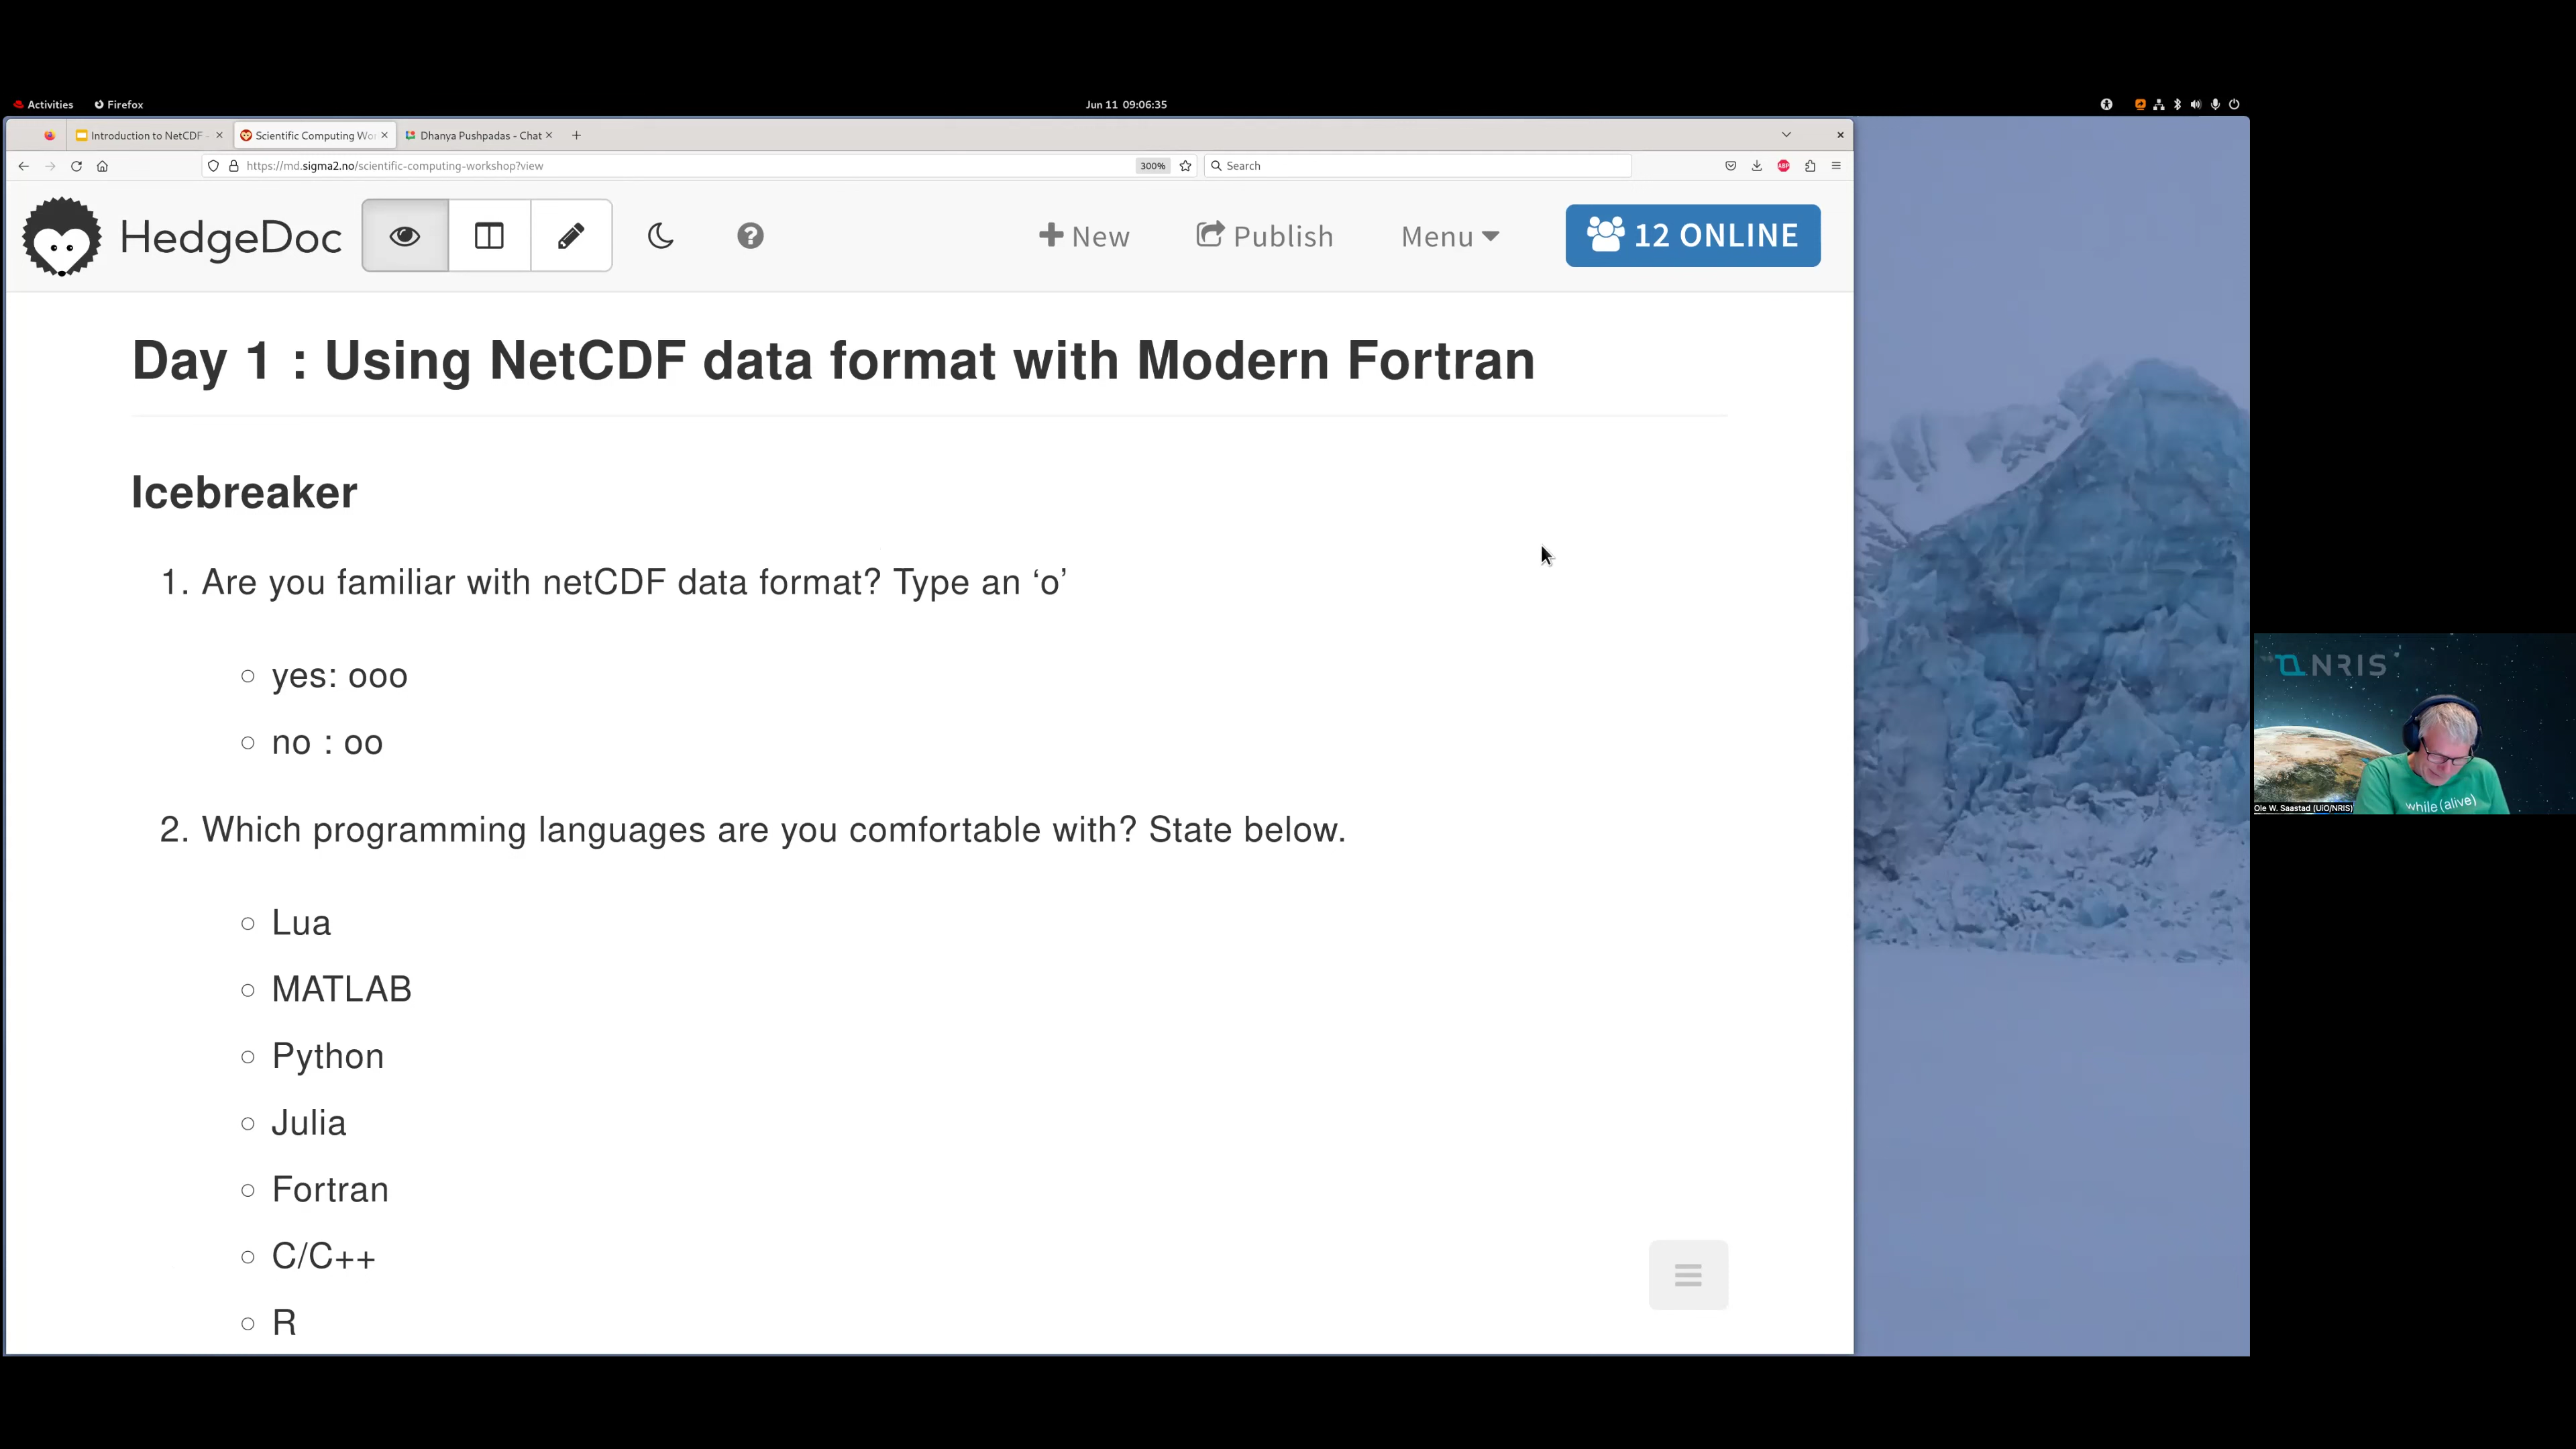 Activities Firefox Jun 11 09:06:35
Introduction to NetCDF - Scientific Computing Wor Dhanya Pushpadas - Chat
https://md.sigma2.no/scientific-computing-workshop?view 300% Search
HedgeDoc New Publish Menu 12 ONLINE
Day 1 : Using NetCDF data format with Modern Fortran
Icebreaker
1. Are you familiar with netCDF data format? Type an ‘o’
yes: ooo
no : oo
2. Which programming languages are you comfortable with? State below.
Lua
MATLAB
Python
Julia
Fortran
C/C++
R
NRIS
while(alive)
Ole W. Saastad (UiO/NRIS)